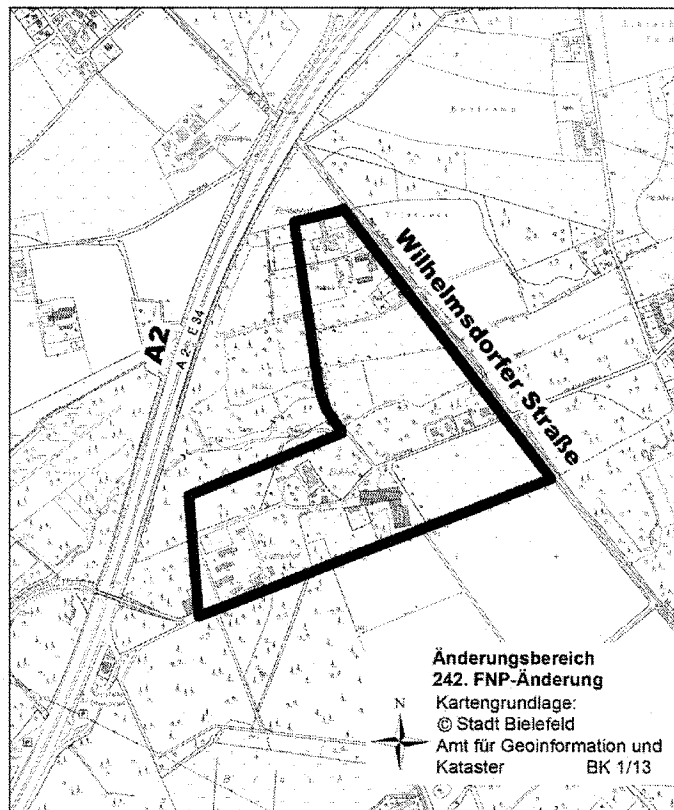 Wilhelmsdorfer Straße
A2
A 2 E 34
Änderungsbereich
242. FNP-Änderung
Kartengrundlage:
© Stadt Bielefeld
Amt für Geoinformation und
Kataster BK 1/13
N